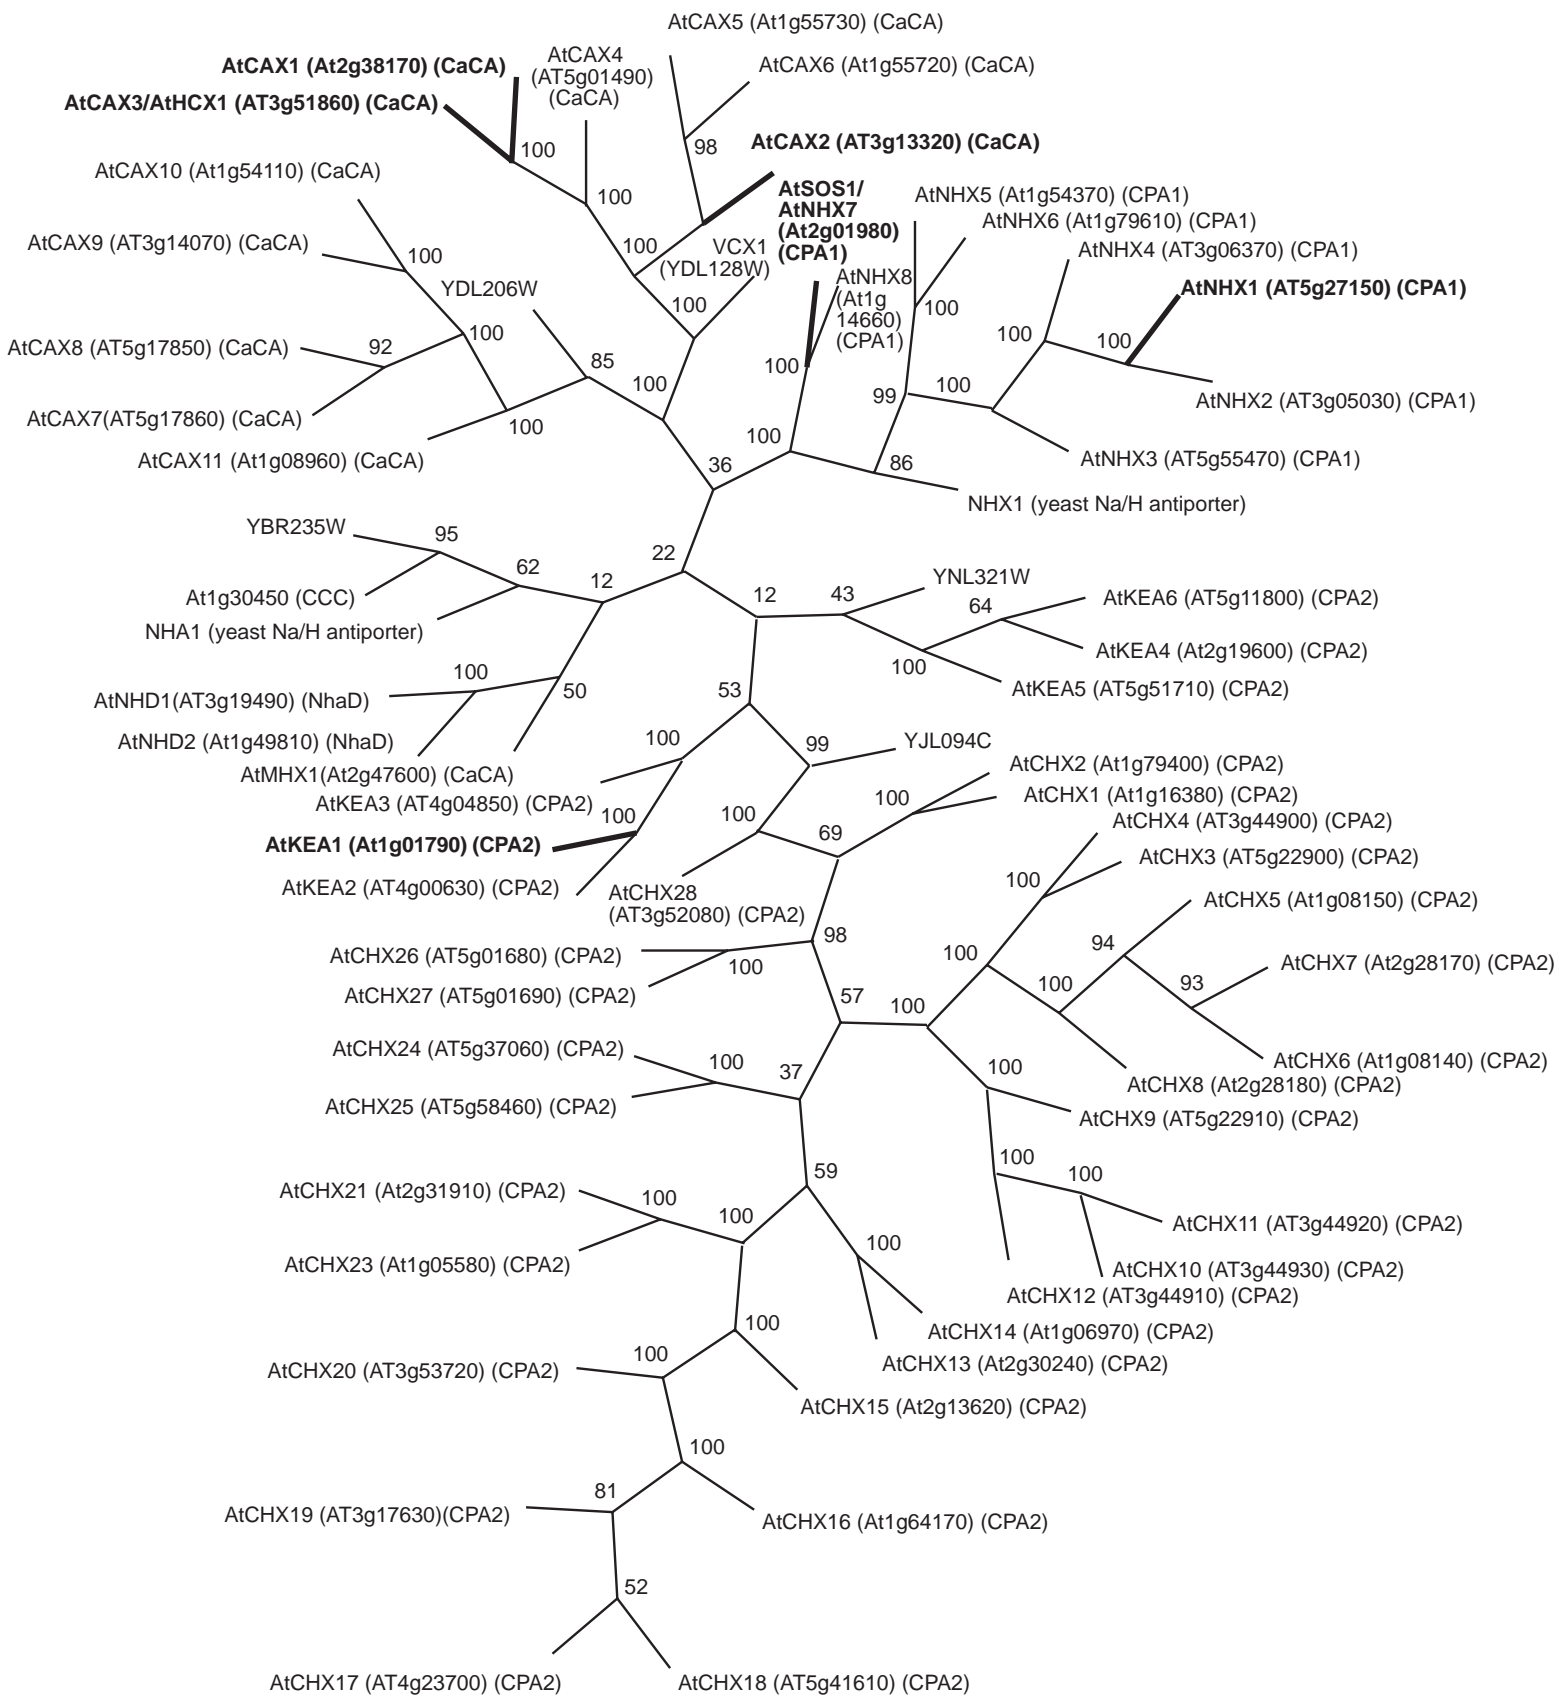 AtCAX5 (At1g55730) (CaCA)
AtCAX1 (At2g38170) (CaCA)
AtCAX4
(AT5g01490)
(CaCA)
AtCAX6 (At1g55720) (CaCA)
AtCAX3/AtHCX1 (AT3g51860) (CaCA)
100
98
AtCAX2 (AT3g13320) (CaCA)
AtCAX10 (At1g54110) (CaCA)
100
AtSOS1/
AtNHX7
(At2g01980)
(CPA1)
AtNHX5 (At1g54370) (CPA1)
AtNHX6 (At1g79610) (CPA1)
AtCAX9 (AT3g14070) (CaCA)
100
100
VCX1
(YDL128W)
AtNHX4 (AT3g06370) (CPA1)
AtNHX8
(At1g
14660)
(CPA1)
AtNHX1 (AT5g27150) (CPA1)
YDL206W
100
100
100
100
100
AtCAX8 (AT5g17850) (CaCA)
92
85
100
100
100
99
AtNHX2 (AT3g05030) (CPA1)
AtCAX7(AT5g17860) (CaCA)
100
100
AtCAX11 (At1g08960) (CaCA)
36
86
AtNHX3 (AT5g55470) (CPA1)
NHX1 (yeast Na/H antiporter)
YBR235W
95
22
62
12
12
43
YNL321W
At1g30450 (CCC)
64
AtKEA6 (AT5g11800) (CPA2)
NHA1 (yeast Na/H antiporter)
AtKEA4 (At2g19600) (CPA2)
100
100
AtNHD1(AT3g19490) (NhaD)
50
53
AtKEA5 (AT5g51710) (CPA2)
AtNHD2 (At1g49810) (NhaD)
100
99
YJL094C
AtMHX1(At2g47600) (CaCA)
AtCHX2 (At1g79400) (CPA2)
AtKEA3 (AT4g04850) (CPA2)
100
AtCHX1 (At1g16380) (CPA2)
100
100
69
AtCHX4 (AT3g44900) (CPA2)
AtKEA1 (At1g01790) (CPA2)
AtCHX3 (AT5g22900) (CPA2)
AtKEA2 (AT4g00630) (CPA2)
AtCHX28
(AT3g52080) (CPA2)
100
AtCHX5 (At1g08150) (CPA2)
98
AtCHX26 (AT5g01680) (CPA2)
100
100
94
AtCHX7 (At2g28170) (CPA2)
AtCHX27 (AT5g01690) (CPA2)
57
100
100
93
AtCHX24 (AT5g37060) (CPA2)
100
37
100
AtCHX6 (At1g08140) (CPA2)
AtCHX8 (At2g28180) (CPA2)
AtCHX25 (AT5g58460) (CPA2)
AtCHX9 (AT5g22910) (CPA2)
59
100
100
AtCHX21 (At2g31910) (CPA2)
100
100
AtCHX11 (AT3g44920) (CPA2)
AtCHX23 (At1g05580) (CPA2)
100
AtCHX10 (AT3g44930) (CPA2)
AtCHX12 (AT3g44910) (CPA2)
100
AtCHX14 (At1g06970) (CPA2)
100
AtCHX20 (AT3g53720) (CPA2)
AtCHX13 (At2g30240) (CPA2)
AtCHX15 (At2g13620) (CPA2)
100
81
AtCHX19 (AT3g17630)(CPA2)
AtCHX16 (At1g64170) (CPA2)
52
AtCHX17 (AT4g23700) (CPA2)
AtCHX18 (AT5g41610) (CPA2)